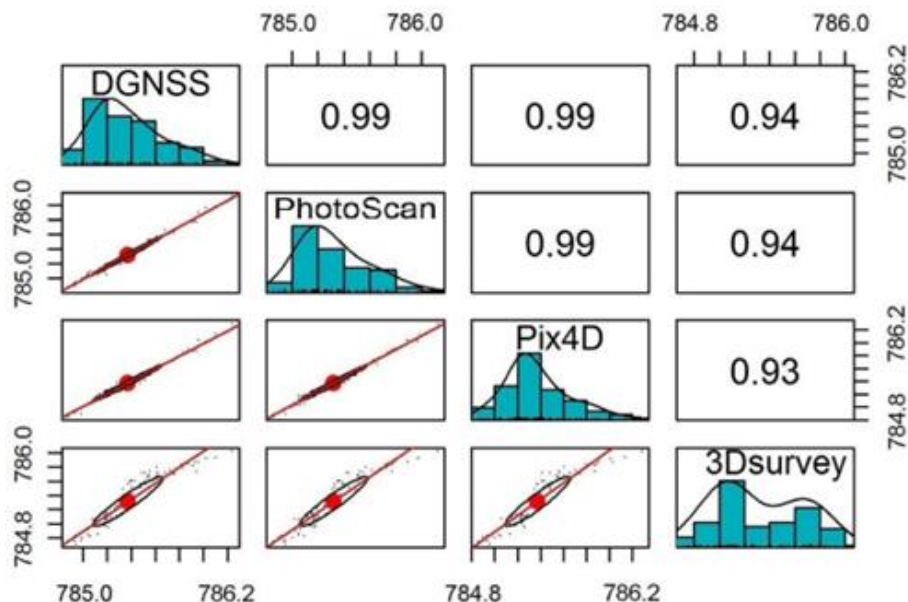 785.0 786.0 784.8 786.0
DGNSS 0.99 0.99 0.94 785.0 786.2
785.0 786.0 PhotoScan 0.99 0.94
Pix4D 0.93 784.8 786.2
784.8 786.0 3Dsurvey
785.0 786.2 784.8 786.2